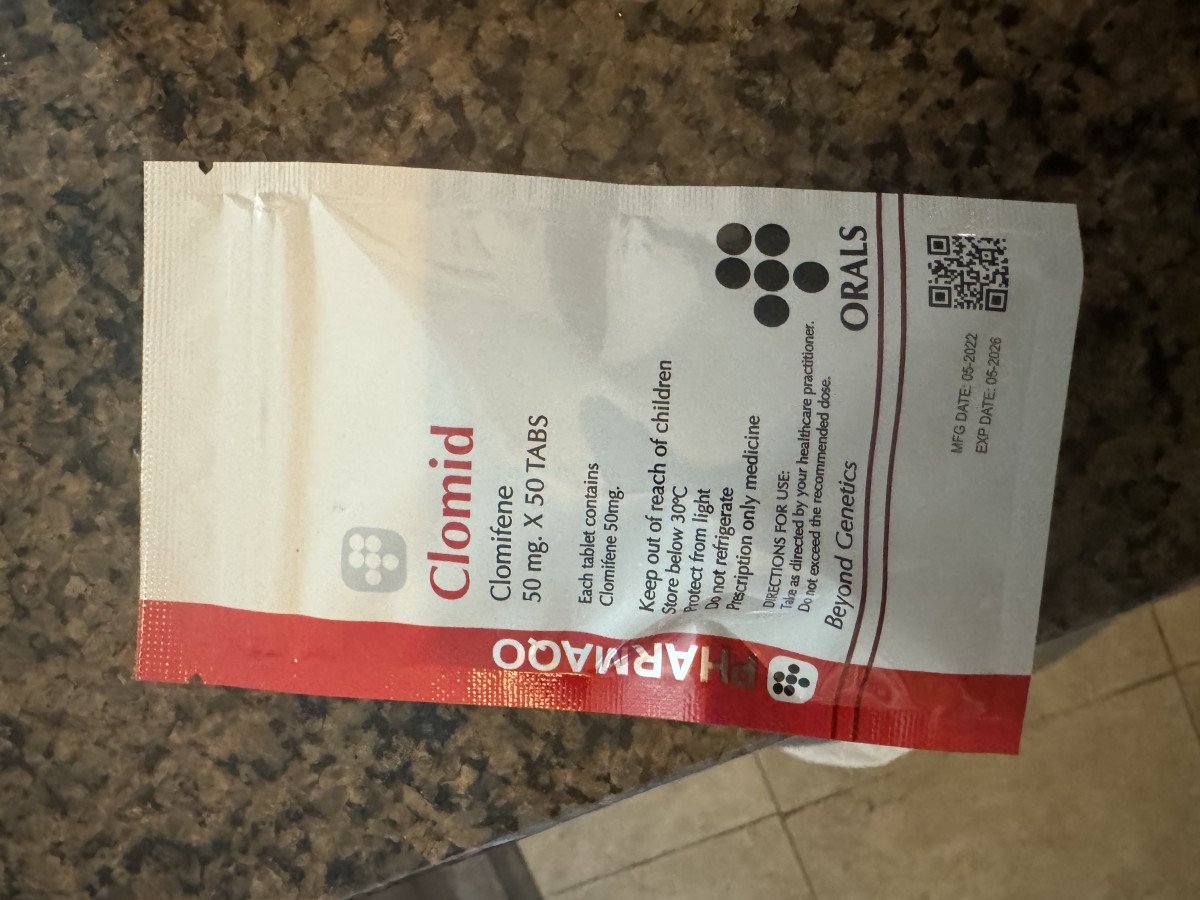 PHARMAQO
Clomid
Clomifene
50 mg. X 50 TABS
Each tablet contains
Clomifene 50mg.
Keep out of reach of children
Store below 30ºC
Protect from light
Do not refrigerate
Prescription only medicine
DIRECTIONS FOR USE:
Take as directed by your healthcare practitioner.
Do not exceed the recommended dose.
Beyond Genetics
ORALS
MFG DATE: 05-2022
EXP DATE: 05-2026